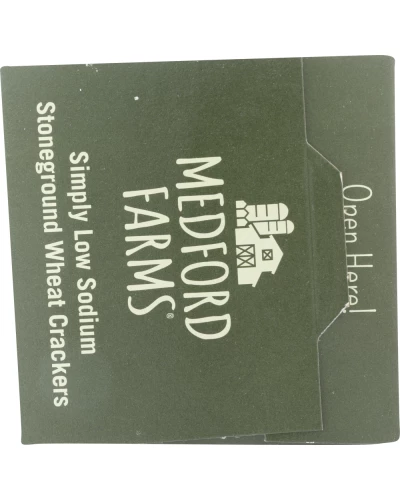 Open Here!
MEDFORD
FARMS®
Simply Low Sodium
Stoneground Wheat Crackers